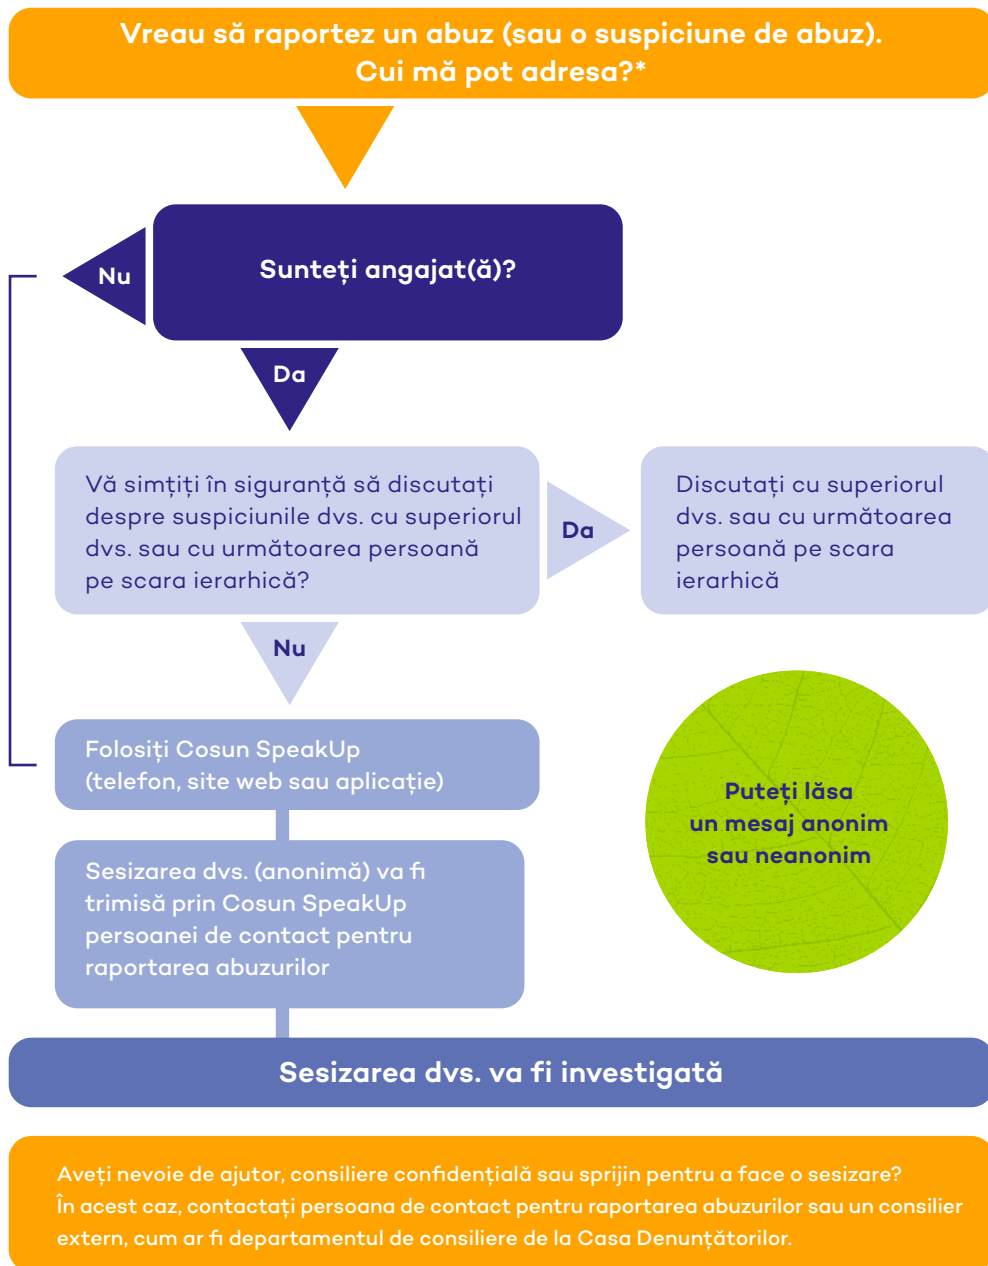 Vreau să raportez un abuz (sau o suspiciune de abuz).
Cui mă pot adresa?*
Sunteți angajat(ă)?
Nu
Da
Vă simțiți în siguranță să discutați
despre suspiciunile dvs. cu superiorul
dvs. sau cu următoarea persoană
pe scara ierarhică?
Da
Discutați cu superiorul
dvs. sau cu următoarea
persoană pe scara
ierarhică
Nu
Folosiți Cosun SpeakUp
(telefon, site web sau aplicație)
Puteți lăsa
un mesaj anonim
sau neanonim
Sesizarea dvs. (anonimă) va fi
trimisă prin Cosun SpeakUp
persoanei de contact pentru
raportarea abuzurilor
Sesizarea dvs. va fi investigată
Aveți nevoie de ajutor, consiliere confidențială sau sprijin pentru a face o sesizare?
În acest caz, contactați persoana de contact pentru raportarea abuzurilor sau un consilier
extern, cum ar fi departamentul de consiliere de la Casa Denunțătorilor.